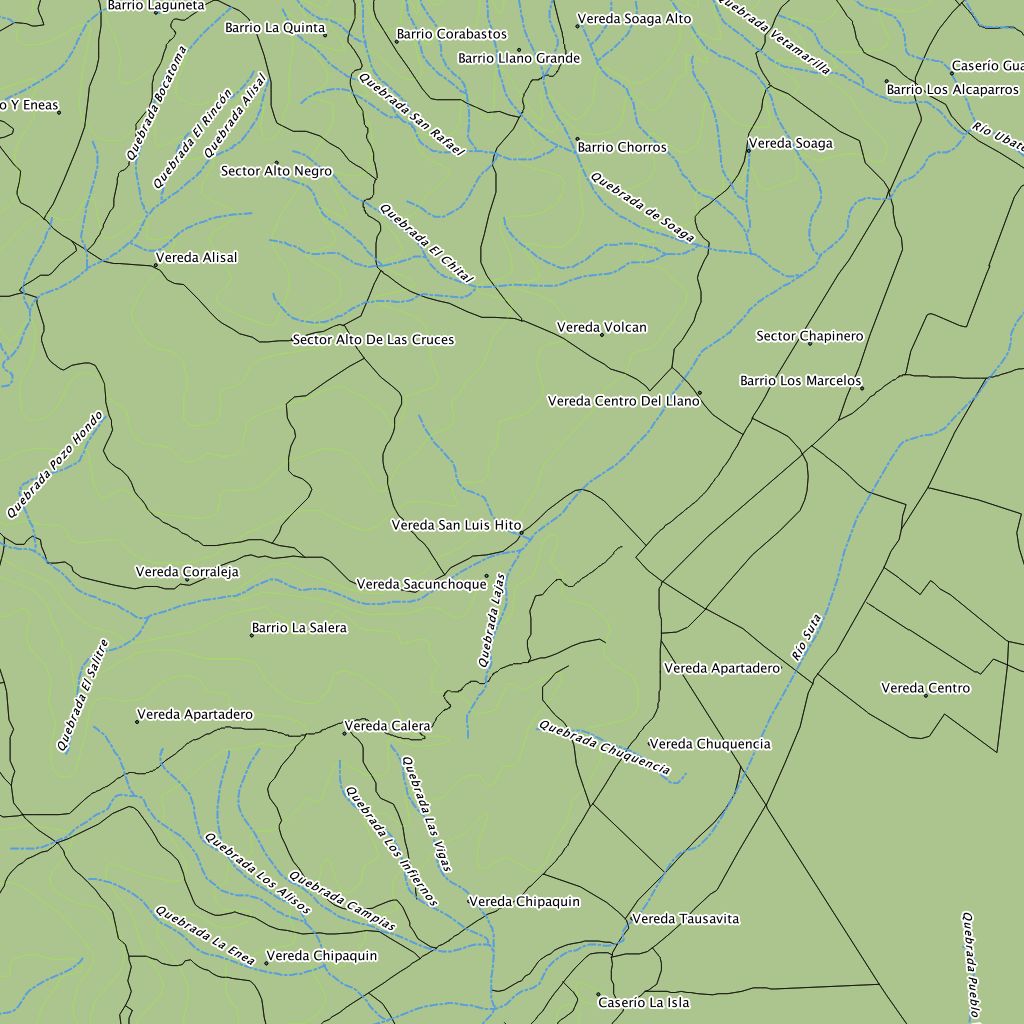 Barrio Laguneta
Vereda Soaga Alto
Quebrada Vetamarilla
Barrio La Quinta
Barrio Corabastos
Barrio Llano Grande
Caserío Gua
Barrio Los Alcaparros
o Y Eneas
Quebrada Bocatoma
Quebrada El Rincón
Quebrada Alisal
Quebrada San Rafael
Río Ubaté
Barrio Chorros
Vereda Soaga
Sector Alto Negro
Quebrada de Soaga
Quebrada El Chital
Vereda Alisal
Vereda Volcan
Sector Alto De Las Cruces
Sector Chapinero
Barrio Los Marcelos
Vereda Centro Del Llano
Quebrada Pozo Hondo
Vereda San Luis Hito
Vereda Corraleja
Vereda Sacunchoque
Quebrada Lajas
Barrio La Salera
Río Suta
Quebrada El Salitre
Vereda Apartadero
Vereda Centro
Vereda Apartadero
Vereda Calera
Quebrada Chuquencia
Vereda Chuquencia
Quebrada Las Vigas
Quebrada Los Infiernos
Quebrada Los Alisos
Quebrada Campias
Vereda Chipaquin
Vereda Tausavita
Quebrada La Enea
Vereda Chipaquin
Quebrada Pueblo
Caserío La Isla